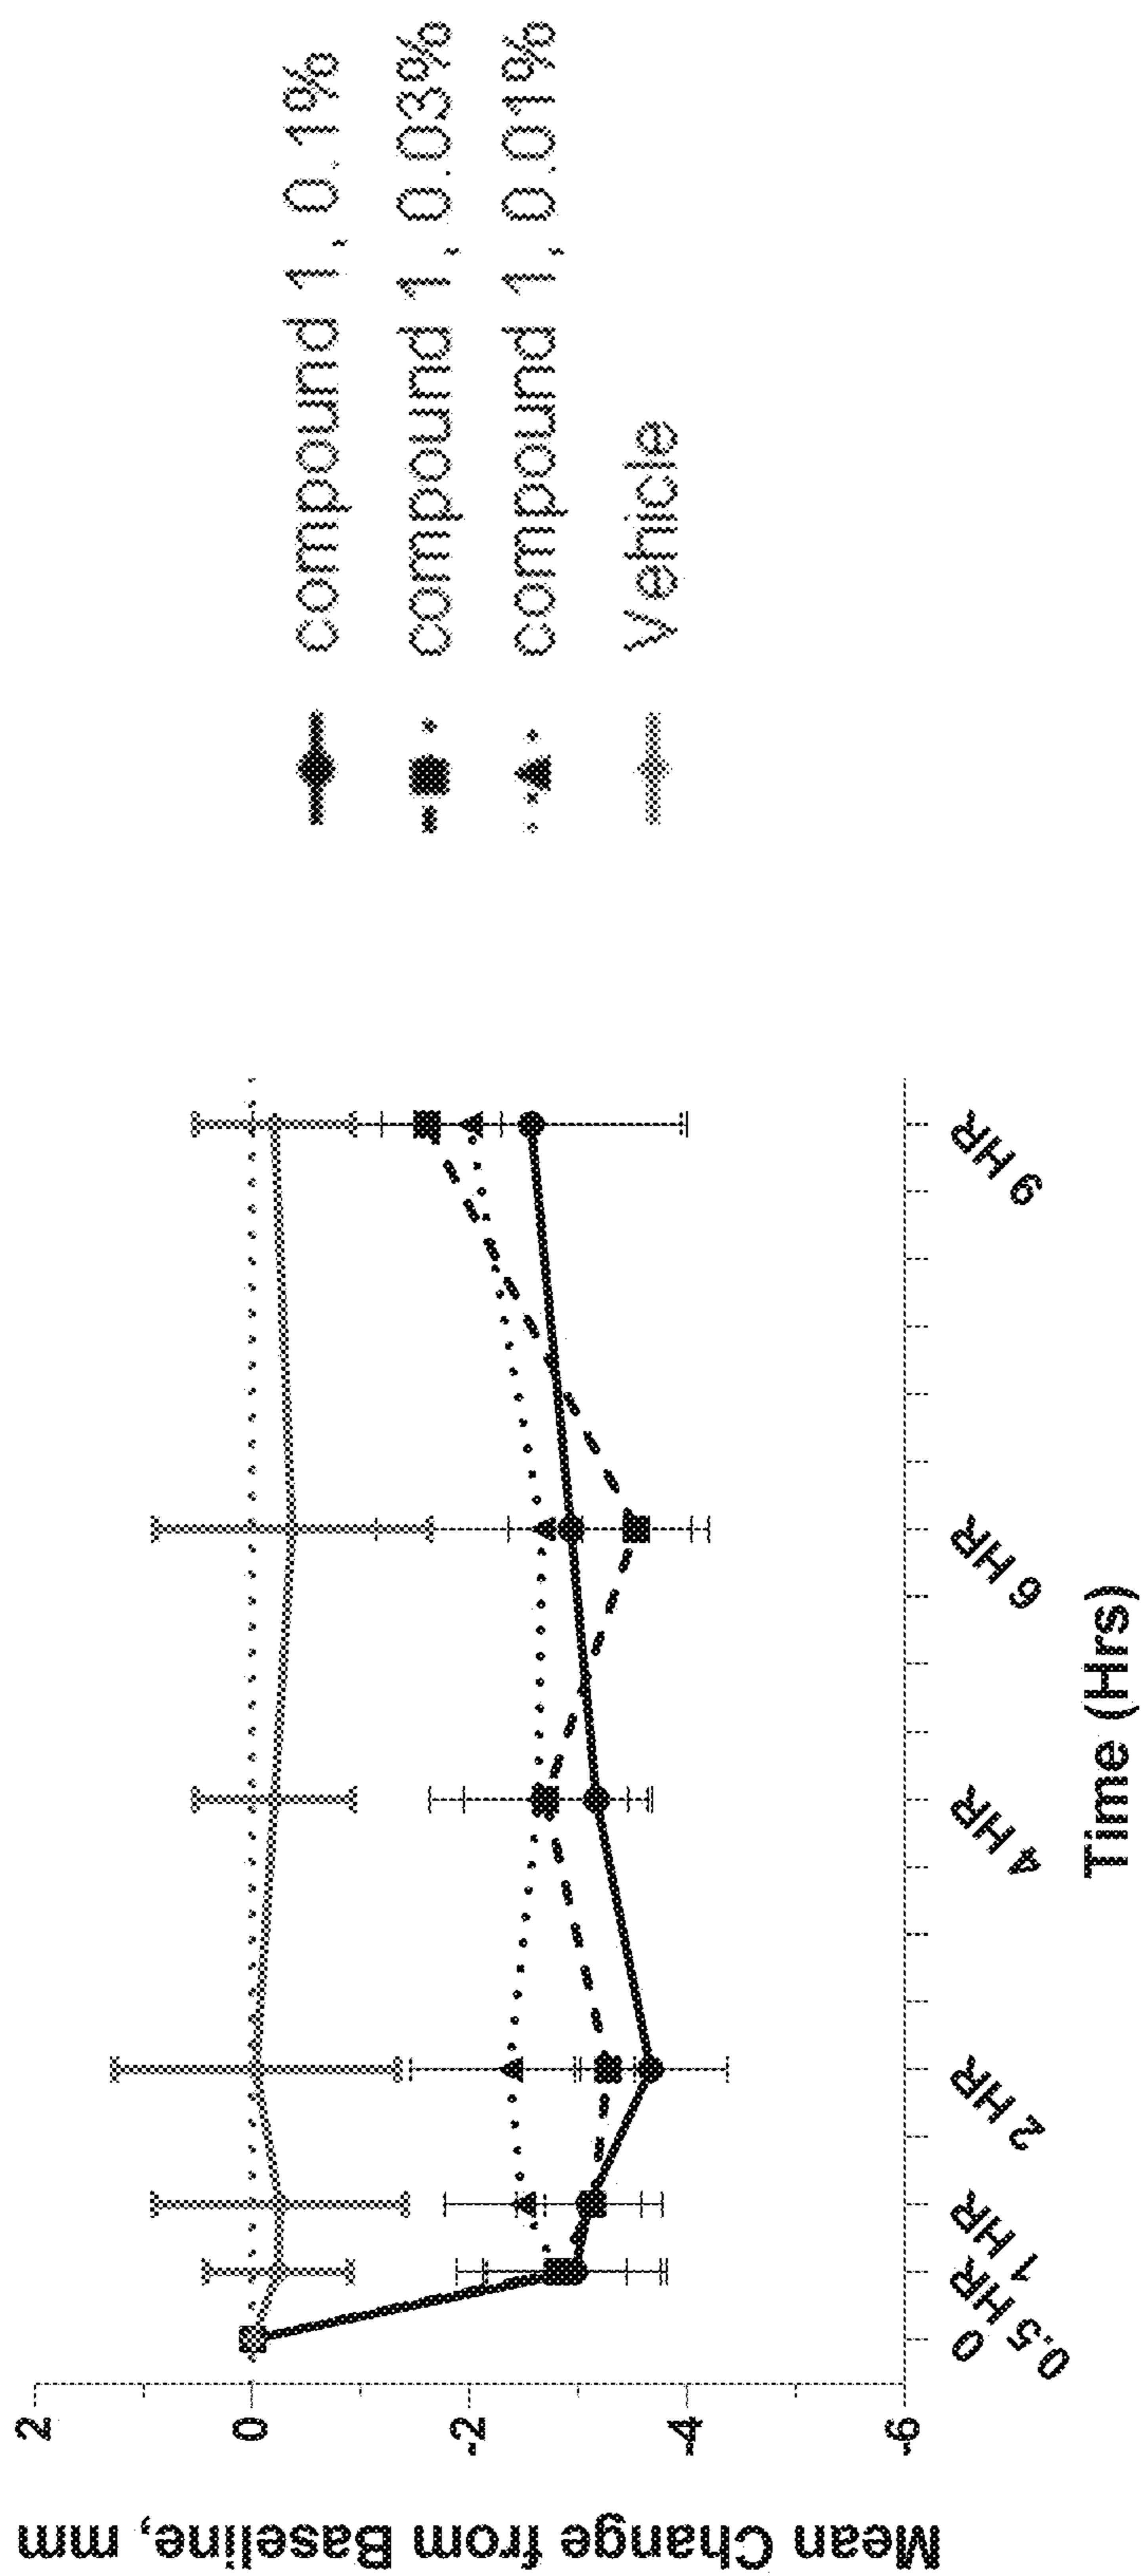 Mean Change from Baseline, mm
2
0
-2
-4
-6
0
0.5 HR
1 HR
2 HR
4 HR
6 HR
9 HR
Time (Hrs)
compound 1, 0.1%
compound 1, 0.03%
compound 1, 0.01%
Vehicle